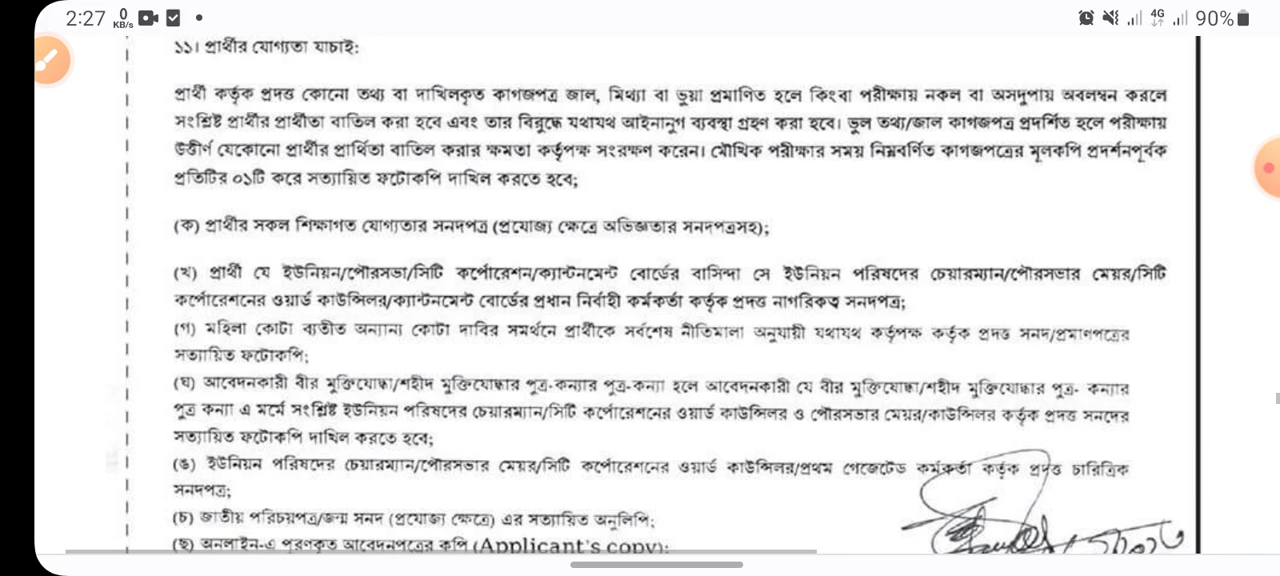 2:27 0 KB/s 4G 90%
১১। প্রার্থীর যোগ্যতা যাচাই:
প্রার্থী কর্তৃক প্রদত্ত কোনো তথ্য বা দাখিলকৃত কাগজপত্র জাল, মিথ্যা বা ভুয়া প্রমাণিত হলে কিংবা পরীক্ষায় নকল বা অসদুপায় অবলম্বন করলে
সংশ্লিষ্ট প্রার্থীর প্রার্থীতা বাতিল করা হবে এবং তার বিরুদ্ধে যথাযথ আইনানুগ ব্যবস্থা গ্রহণ করা হবে। ভুল তথ্য/জাল কাগজপত্র প্রদর্শিত হলে পরীক্ষায়
উত্তীর্ণ যেকোনো প্রার্থীর প্রার্থিতা বাতিল করার ক্ষমতা কর্তৃপক্ষ সংরক্ষণ করেন। মৌখিক পরীক্ষার সময় নিম্নবর্ণিত কাগজপত্রের মূলকপি প্রদর্শনপূর্বক
প্রতিটির ০১টি করে সত্যায়িত ফটোকপি দাখিল করতে হবে;
(ক) প্রার্থীর সকল শিক্ষাগত যোগ্যতার সনদপত্র (প্রযোজ্য ক্ষেত্রে অভিজ্ঞতার সনদপত্রসহ);
(খ) প্রার্থী যে ইউনিয়ন/পৌরসভা/সিটি কর্পোরেশন/ক্যান্টনমেন্ট বোর্ডের বাসিন্দা সে ইউনিয়ন পরিষদের চেয়ারম্যান/পৌরসভার মেয়র/সিটি
কর্পোরেশনের ওয়ার্ড কাউন্সিলর/ক্যান্টনমেন্ট বোর্ডের প্রধান নির্বাহী কর্মকর্তা কর্তৃক প্রদত্ত নাগরিকত্ব সনদপত্র;
(গ) মহিলা কোটা ব্যতীত অন্যান্য কোটা দাবির সমর্থনে প্রার্থীকে সর্বশেষ নীতিমালা অনুযায়ী যথাযথ কর্তৃপক্ষ কর্তৃক প্রদত্ত সনদ/প্রমাণপত্রের
সত্যায়িত ফটোকপি;
(ঘ) আবেদনকারী বীর মুক্তিযোদ্ধা/শহীদ মুক্তিযোদ্ধার পুত্র-কন্যার পুত্র-কন্যা হলে আবেদনকারী যে বীর মুক্তিযোদ্ধা/শহীদ মুক্তিযোদ্ধার পুত্র- কন্যার
পুত্র কন্যা এ মর্মে সংশ্লিষ্ট ইউনিয়ন পরিষদের চেয়ারম্যান/সিটি কর্পোরেশনের ওয়ার্ড কাউন্সিলর ও পৌরসভার মেয়র/কাউন্সিলর কর্তৃক প্রদত্ত সনদের
সত্যায়িত ফটোকপি দাখিল করতে হবে;
(ঙ) ইউনিয়ন পরিষদের চেয়ারম্যান/পৌরসভার মেয়র/সিটি কর্পোরেশনের ওয়ার্ড কাউন্সিলর/প্রথম গেজেটেড কর্মকর্তা কর্তৃক প্রদত্ত চারিত্রিক
সনদপত্র;
(চ) জাতীয় পরিচয়পত্র/জন্ম সনদ (প্রযোজ্য ক্ষেত্রে) এর সত্যায়িত অনুলিপি;
(ছ) অনলাইন-এ পূরণকৃত আবেদনপত্রের কপি (Applicant's copy);